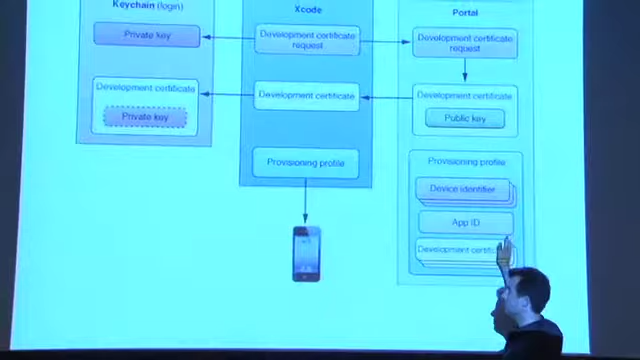 Keychain (login)
Private key
Development certificate
Private key
Xcode
Development certificate
request
Development certificate
Provisioning profile
Portal
Development certificate
request
Development certificate
Public key
Provisioning profile
Device identifier
App ID
Development